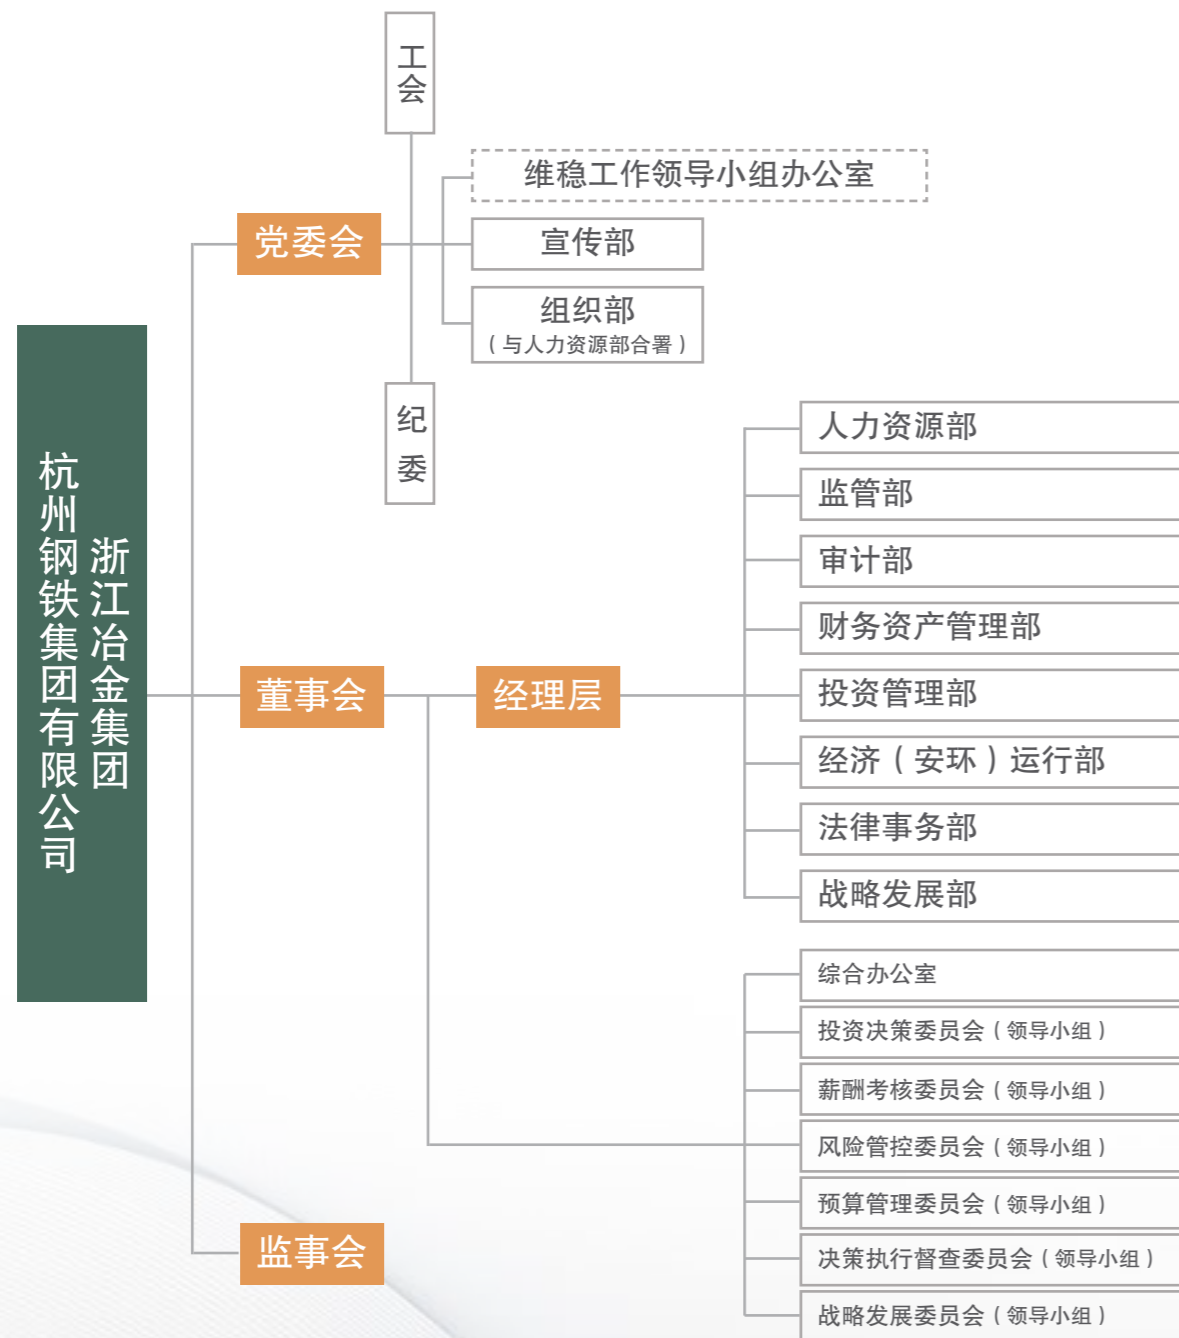 工会
维稳工作领导小组办公室
党委会
宣传部
组织部
（与人力资源部合署）
纪委
杭州钢铁集团有限公司
浙江冶金集团
董事会
经理层
人力资源部
监管部
审计部
财务资产管理部
投资管理部
经济（安环）运行部
法律事务部
战略发展部
综合办公室
投资决策委员会（领导小组）
薪酬考核委员会（领导小组）
风险管控委员会（领导小组）
预算管理委员会（领导小组）
决策执行督查委员会（领导小组）
战略发展委员会（领导小组）
监事会